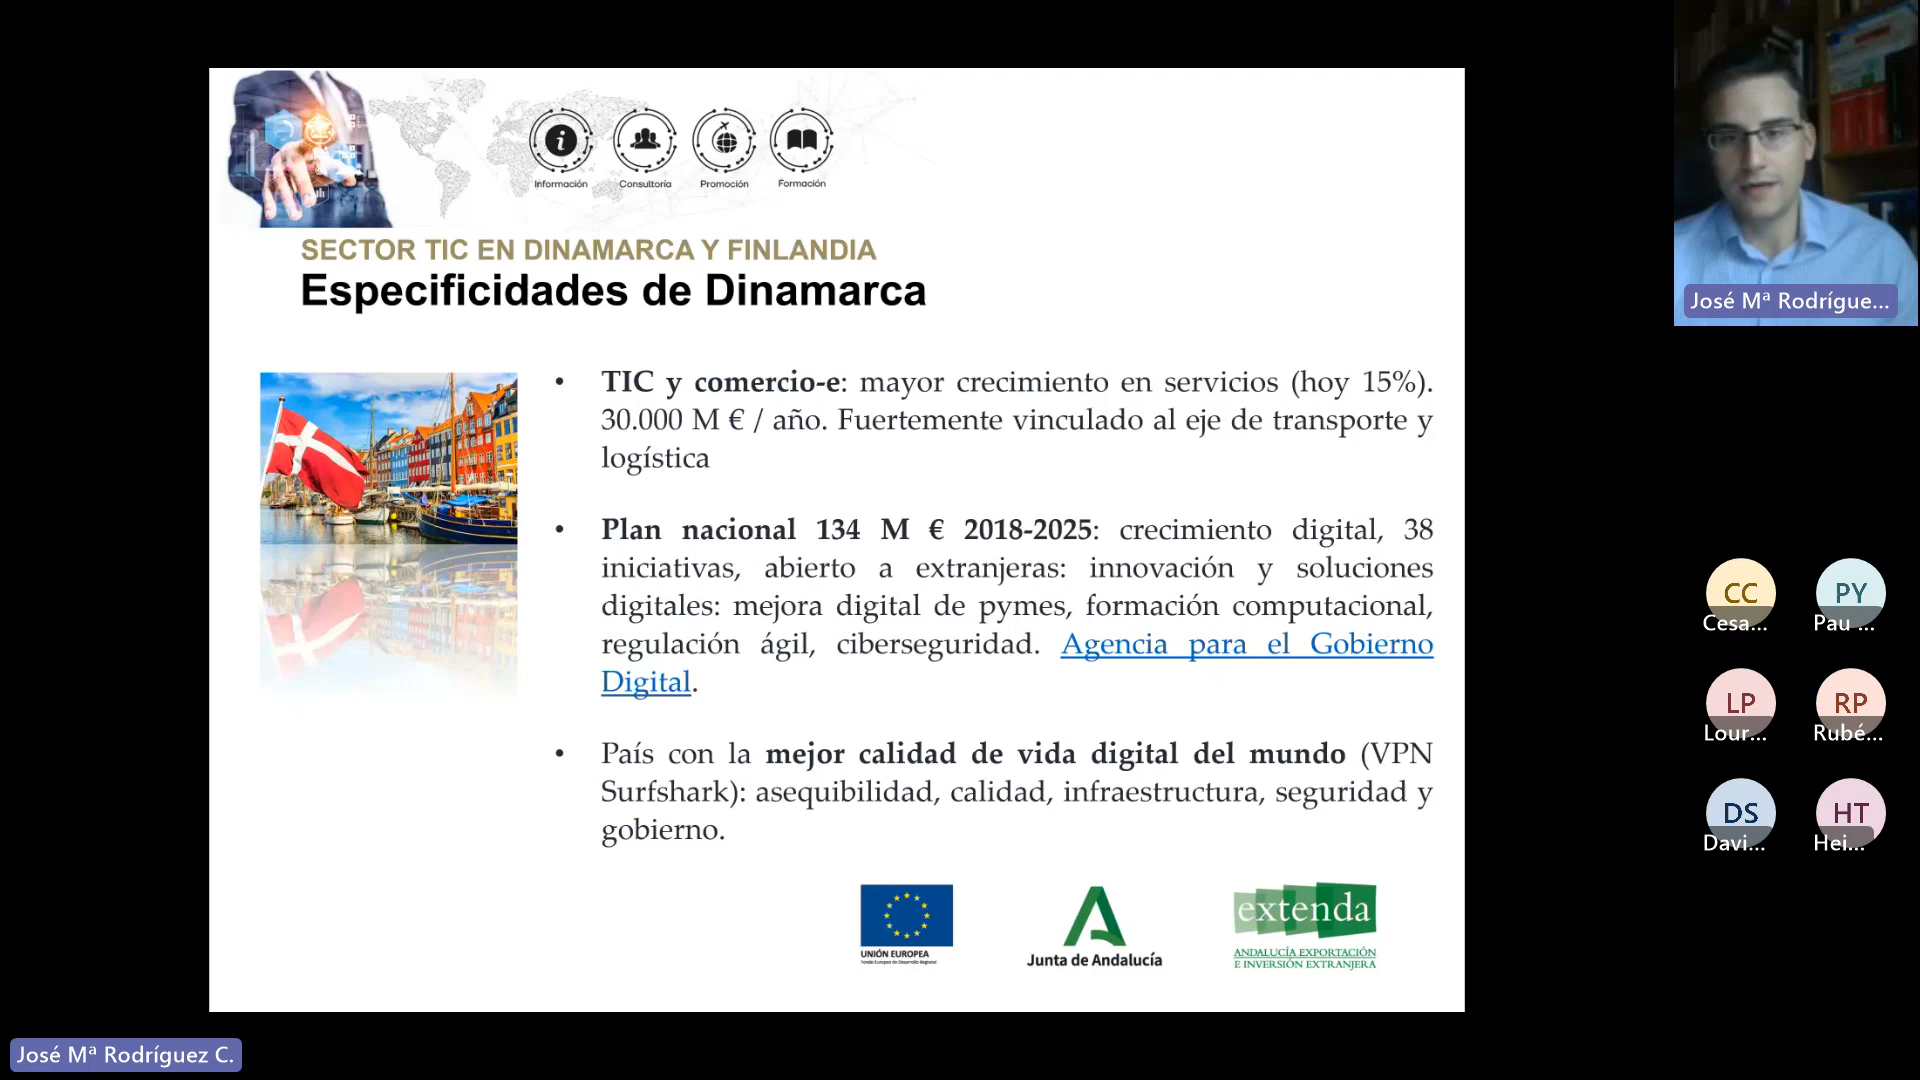 Información
Consultoría
Promoción
Formación
SECTOR TIC EN DINAMARCA Y FINLANDIA
Especificidades de Dinamarca
• TIC y comercio-e: mayor crecimiento en servicios (hoy 15%).
30.000 M € / año. Fuertemente vinculado al eje de transporte y
logística
• Plan nacional 134 M € 2018-2025: crecimiento digital, 38
iniciativas, abierto a extranjeras: innovación y soluciones
digitales: mejora digital de pymes, formación computacional,
regulación ágil, ciberseguridad. Agencia para el Gobierno
Digital.
• País con la mejor calidad de vida digital del mundo (VPN
Surfshark): asequibilidad, calidad, infraestructura, seguridad y
gobierno.
UNIÓN EUROPEA
Fondo Europeo de Desarrollo Regional
Junta de Andalucía
extenda
ANDALUCÍA EXPORTACIÓN
E INVERSIÓN EXTRANJERA
José Mª Rodrígue...
CC
Cesa...
PY
Pau ...
LP
Lour...
RP
Rubé...
DS
Davi...
HT
Hei...
José Mª Rodríguez C.